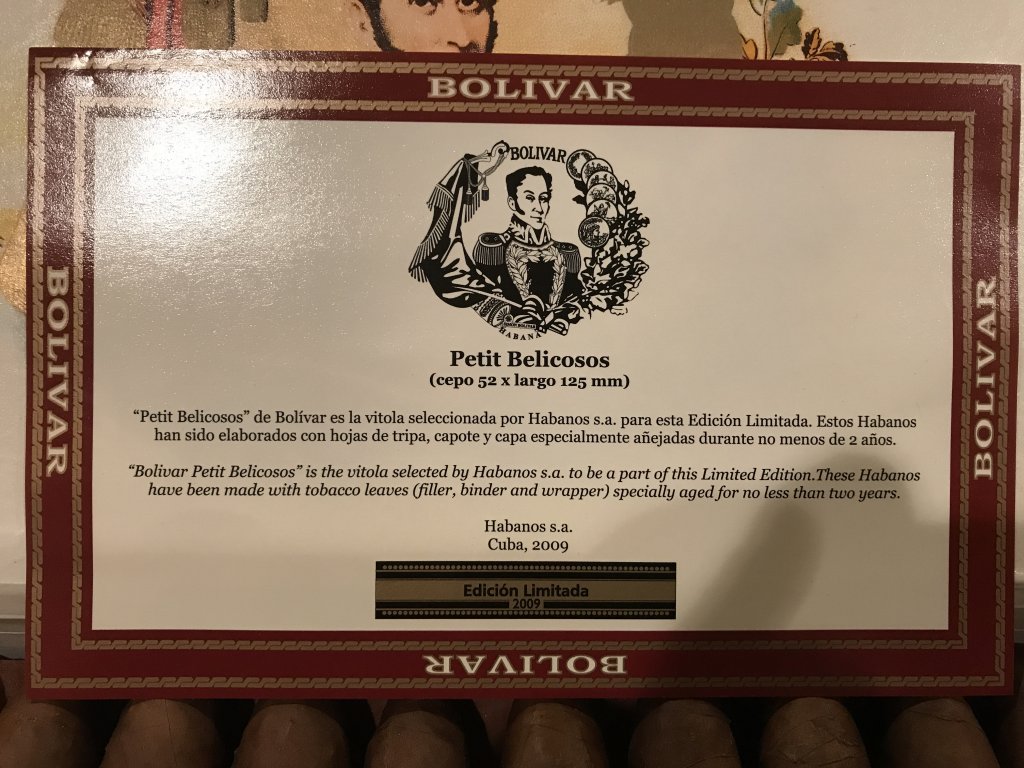 BOLIVAR
BOLIVAR
BOLIVAR
BOLIVAR
SIMON BOLIVAR
HABANA
Petit Belicosos
(cepo 52 x largo 125 mm)
“Petit Belicosos” de Bolívar es la vitola seleccionada por Habanos s.a. para esta Edición Limitada. Estos Habanos
han sido elaborados con hojas de tripa, capote y capa especialmente añejadas durante no menos de 2 años.
“Bolivar Petit Belicosos” is the vitola selected by Habanos s.a. to be a part of this Limited Edition.These Habanos
have been made with tobacco leaves (filler, binder and wrapper) specially aged for no less than two years.
Habanos s.a.
Cuba, 2009
Edición Limitada
2009
BOLIVAR